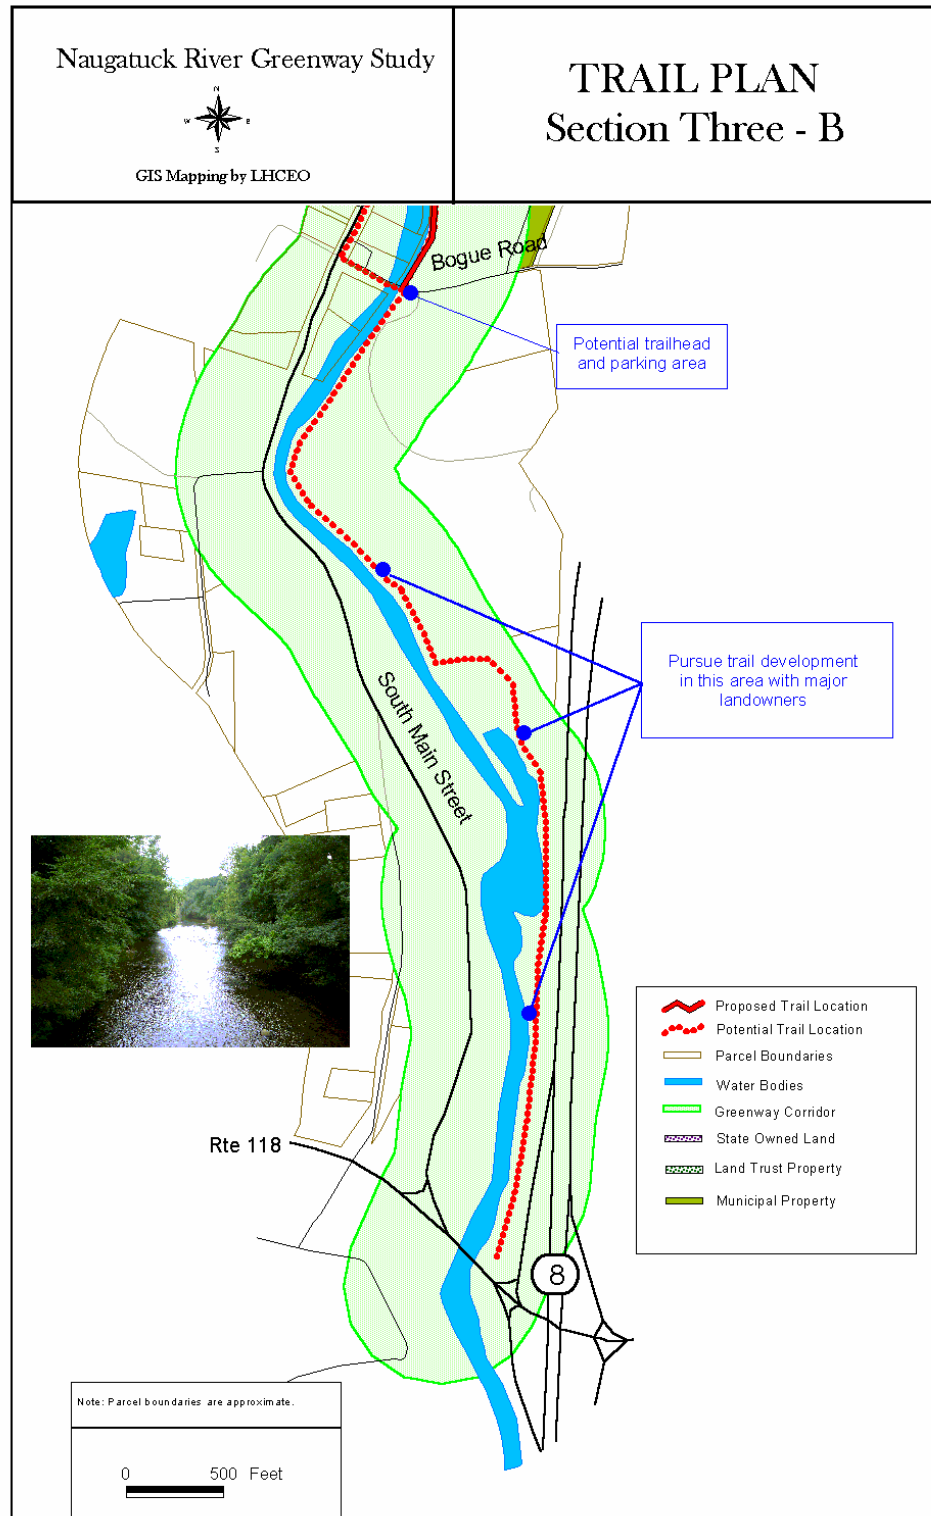 Naugatuck River Greenway Study
N
W
E
S
GIS Mapping by LHCEO
TRAIL PLAN
Section Three - B
Bogue Road
Potential trailhead
and parking area
Pursue trail development
in this area with major
landowners
South Main Street
Proposed Trail Location
Potential Trail Location
Parcel Boundaries
Water Bodies
Greenway Corridor
State Owned Land
Land Trust Property
Municipal Property
Rte 118
8
Note: Parcel boundaries are approximate.
0 500 Feet